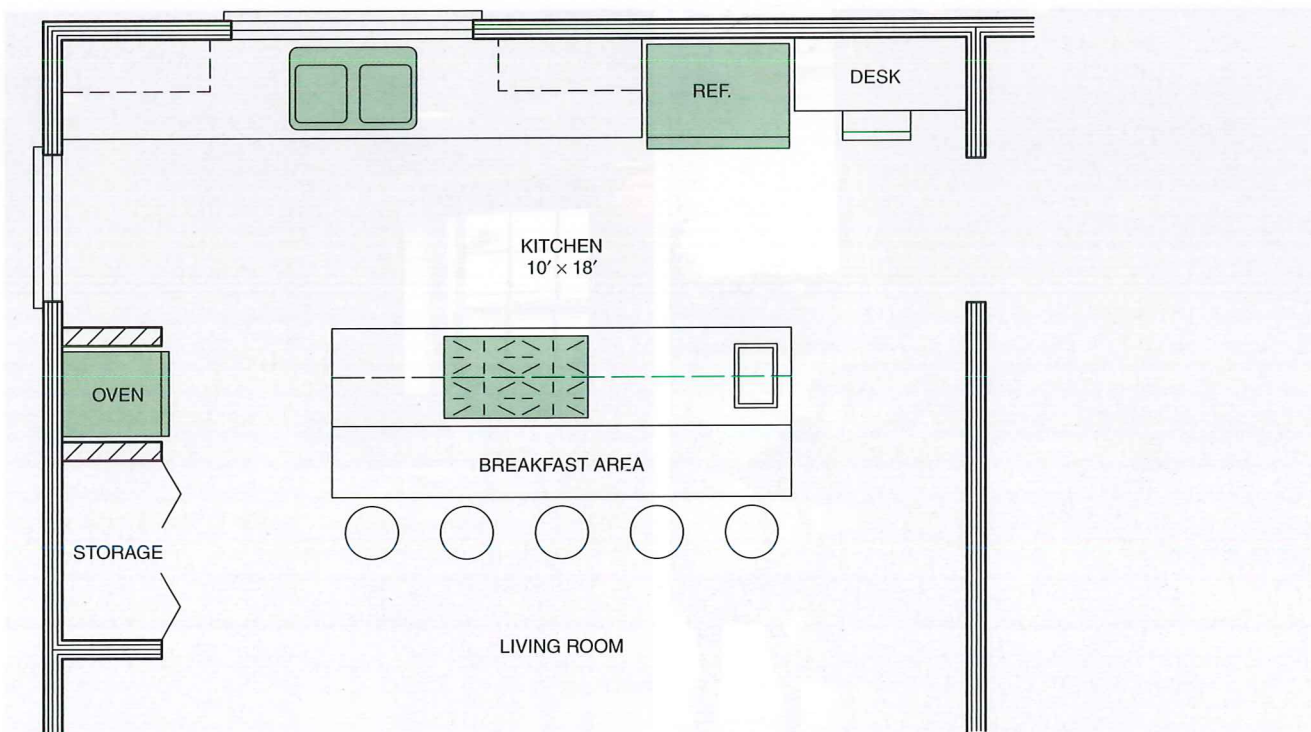 REF.
DESK
KITCHEN
10′ × 18′
OVEN
BREAKFAST AREA
STORAGE
LIVING ROOM